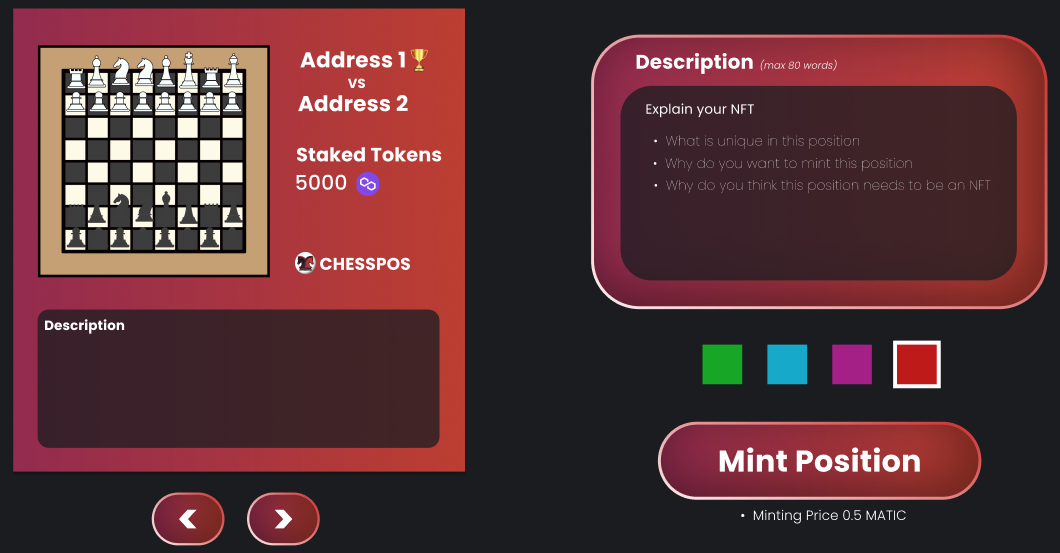 Address 1
vs
Address 2
Staked Tokens
5000
CHESSPOS
Description
Description (max 80 words)
Explain your NFT
• What is unique in this position
• Why do you want to mint this position
• Why do you think this position needs to be an NFT
Mint Position
• Minting Price 0.5 MATIC